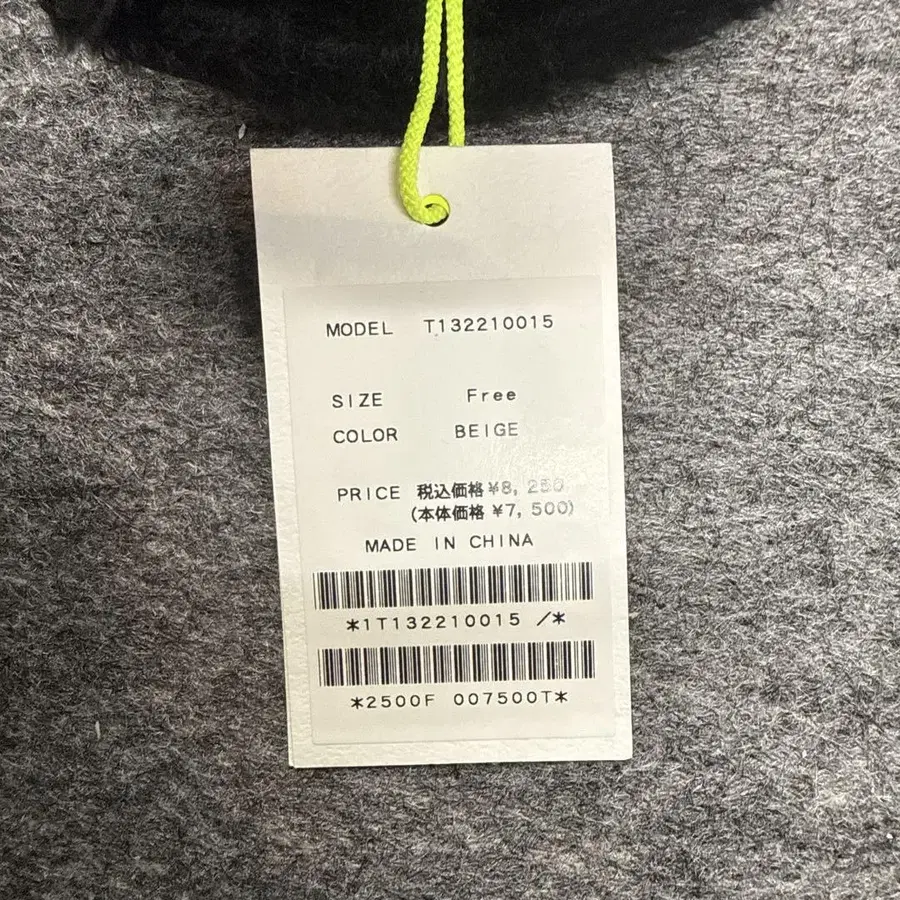 MODEL T132210015
SIZE Free
COLOR BEIGE
PRICE 税込価格 ¥8, 250
(本体価格 ¥7, 500)
MADE IN CHINA
*1T132210015 /*
*2500F 007500T*